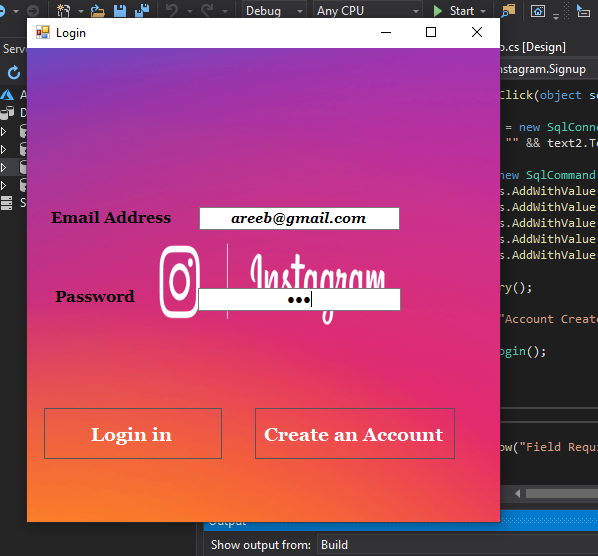 Debug
Any CPU
Start
Login
.cs [Design]
Serve
nstagram.Signup
Click(object s
= new SqlConn
"" && text2.T
new SqlCommand
s.AddWithValue
s.AddWithValue
s.AddWithValue
s.AddWithValue
s.AddWithValue
Email Address
areeb@gmail.com
Instagram
ry();
Password
•••
"Account Create
ogin();
Login in
Create an Account
ow("Field Requi
Output
Show output from:
Build